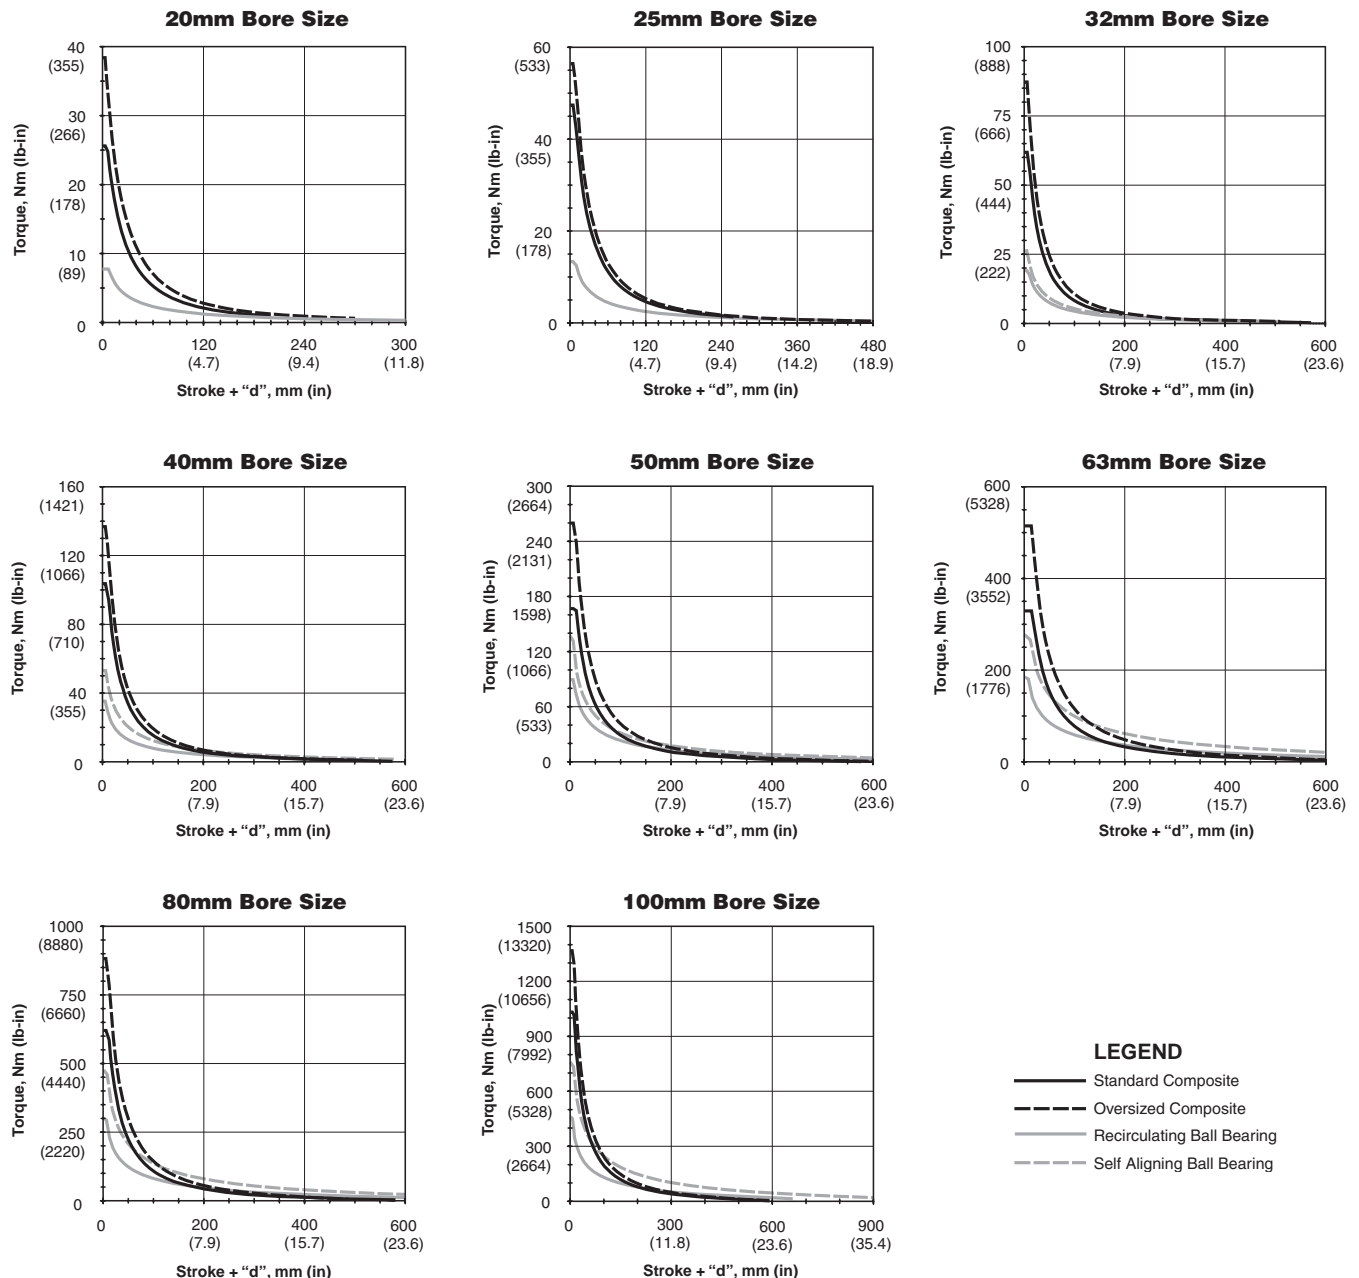 20mm Bore Size
Torque, Nm (lb-in)
40
(355)
30
(266)
20
(178)
10
(89)
0
0 120 240 300
(4.7) (9.4) (11.8)
Stroke + “d”, mm (in)
25mm Bore Size
Torque, Nm (lb-in)
60
(533)
40
(355)
20
(178)
0
0 120 240 360 480
(4.7) (9.4) (14.2) (18.9)
Stroke + “d”, mm (in)
32mm Bore Size
Torque, Nm (lb-in)
100
(888)
75
(666)
50
(444)
25
(222)
0
0 200 400 600
(7.9) (15.7) (23.6)
Stroke + “d”, mm (in)
40mm Bore Size
Torque, Nm (lb-in)
160
(1421)
120
(1066)
80
(710)
40
(355)
0
0 200 400 600
(7.9) (15.7) (23.6)
Stroke + “d”, mm (in)
50mm Bore Size
Torque, Nm (lb-in)
300
(2664)
240
(2131)
180
1598)
120
(1066)
60
(533)
0
0 200 400 600
(7.9) (15.7) (23.6)
Stroke + “d”, mm (in)
63mm Bore Size
Torque, Nm (lb-in)
600
(5328)
400
(3552)
200
(1776)
0
0 200 400 600
(7.9) (15.7) (23.6)
Stroke + “d”, mm (in)
80mm Bore Size
Torque, Nm (lb-in)
1000
(8880)
750
(6660)
500
(4440)
250
(2220)
0
0 200 400 600
(7.9) (15.7) (23.6)
Stroke + “d”, mm (in)
100mm Bore Size
Torque, Nm (lb-in)
1500
(13320)
1200
(10656)
900
(7992)
600
(5328)
300
(2664)
0
0 300 600 900
(11.8) (23.6) (35.4)
Stroke + “d”, mm (in)
LEGEND
Standard Composite
Oversized Composite
Recirculating Ball Bearing
Self Aligning Ball Bearing